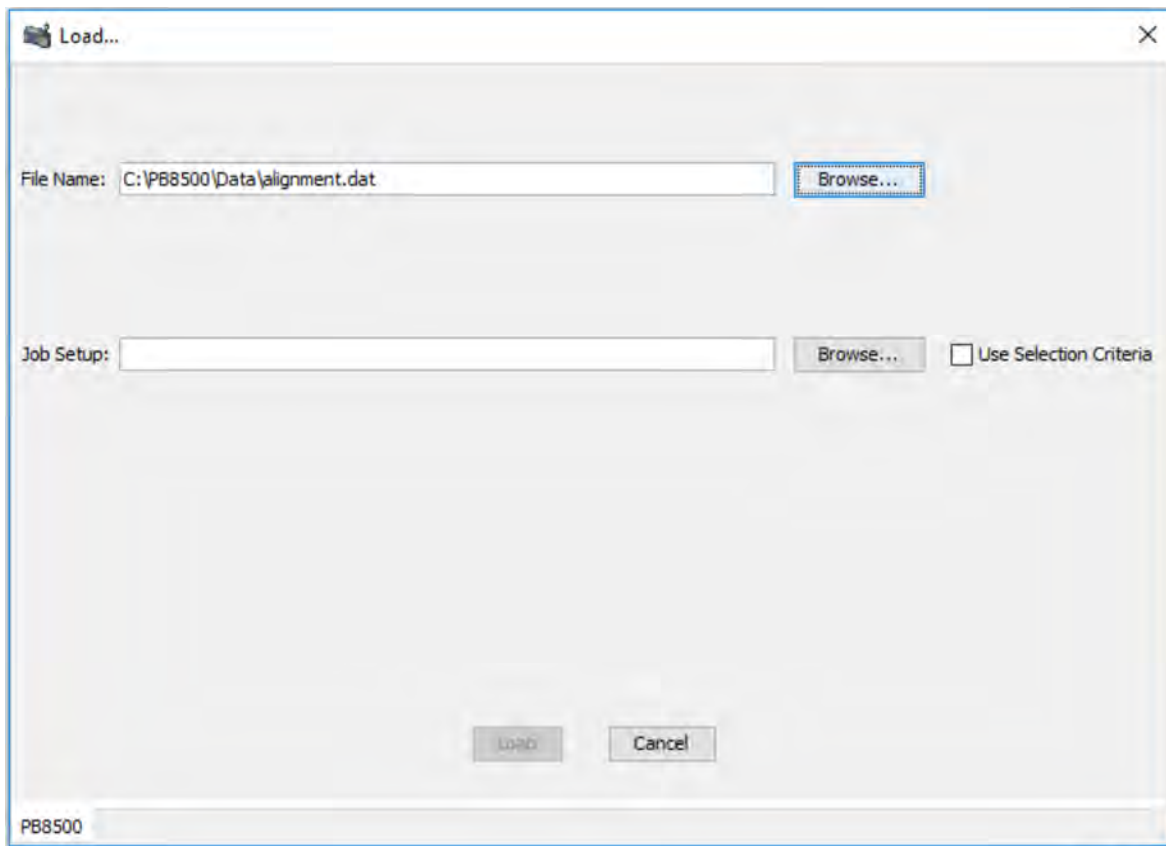 Load...
File Name: C:\PB8500\Data\alignment.dat Browse...
Job Setup: Browse... Use Selection Criteria
Load Cancel
PB8500